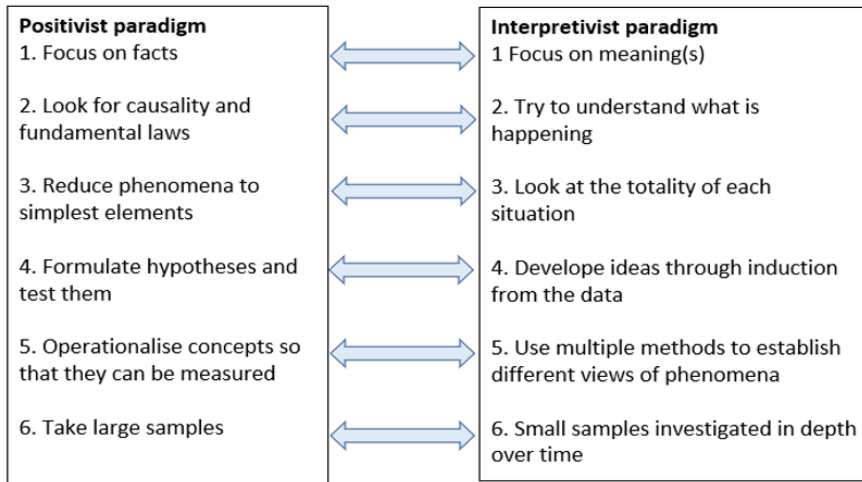 Positivist paradigm
1. Focus on facts
2. Look for causality and
fundamental laws
3. Reduce phenomena to
simplest elements
4. Formulate hypotheses and
test them
5. Operationalise concepts so
that they can be measured
6. Take large samples
Interpretivist paradigm
1 Focus on meaning(s)
2. Try to understand what is
happening
3. Look at the totality of each
situation
4. Develope ideas through induction
from the data
5. Use multiple methods to establish
different views of phenomena
6. Small samples investigated in depth
over time